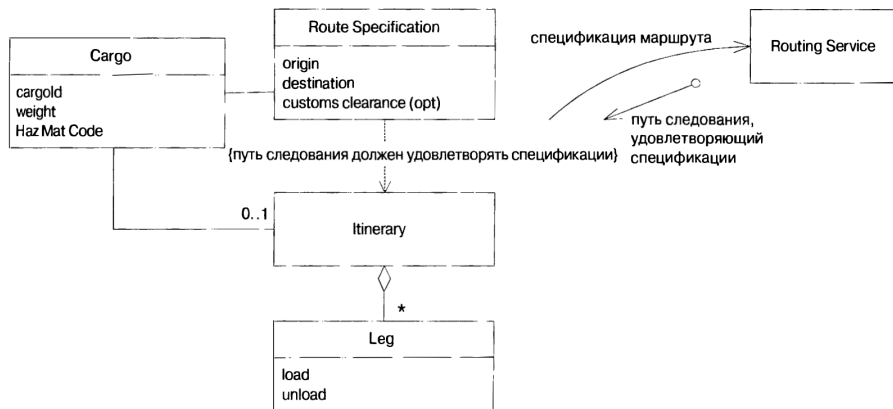 Cargo
cargoId
weight
Haz Mat Code
Route Specification
origin
destination
customs clearance (opt)
спецификация маршрута
Routing Service
путь следования,
удовлетворяющий
спецификации
{путь следования должен удовлетворять спецификации}
0..1
Itinerary
*
Leg
load
unload